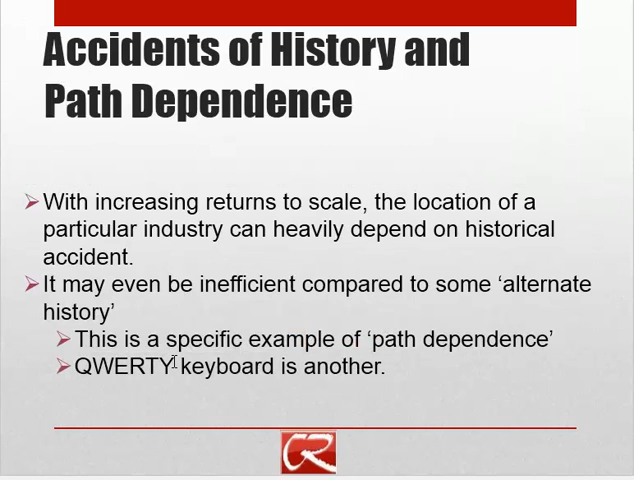 Accidents of History and
Path Dependence
With increasing returns to scale, the location of a
particular industry can heavily depend on historical
accident.
It may even be inefficient compared to some ‘alternate
history’
This is a specific example of ‘path dependence’
QWERTY keyboard is another.